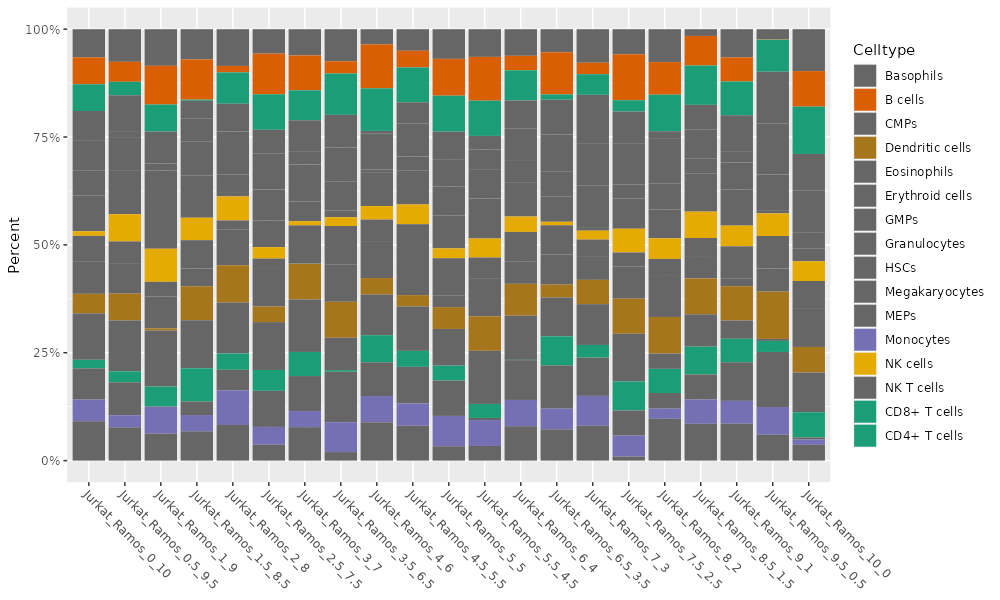 100%
75%
50%
25%
0%
Percent
Jurkat_Ramos_0_10
Jurkat_Ramos_0.5_9.5
Jurkat_Ramos_1_9
Jurkat_Ramos_1.5_8.5
Jurkat_Ramos_2_8
Jurkat_Ramos_2.5_7.5
Jurkat_Ramos_3_7
Jurkat_Ramos_3.5_6.5
Jurkat_Ramos_4_6
Jurkat_Ramos_4.5_5.5
Jurkat_Ramos_5_5
Jurkat_Ramos_5.5_4.5
Jurkat_Ramos_6_4
Jurkat_Ramos_6.5_3.5
Jurkat_Ramos_7_3
Jurkat_Ramos_7.5_2.5
Jurkat_Ramos_8_2
Jurkat_Ramos_8.5_1.5
Jurkat_Ramos_9_1
Jurkat_Ramos_9.5_0.5
Jurkat_Ramos_10_0
Celltype
Basophils
B cells
CMPs
Dendritic cells
Eosinophils
Erythroid cells
GMPs
Granulocytes
HSCs
Megakaryocytes
MEPs
Monocytes
NK cells
NK T cells
CD8+ T cells
CD4+ T cells